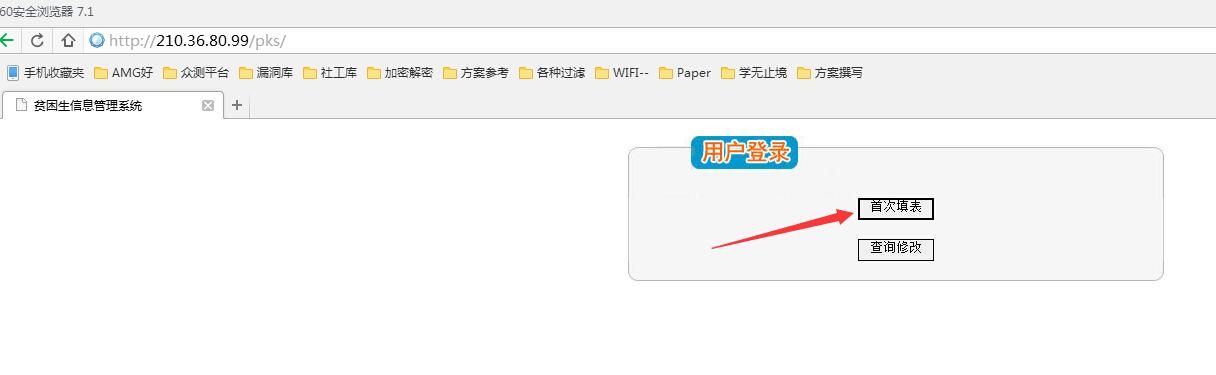 60安全浏览器 7.1
http://210.36.80.99/pks/
手机收藏夹 AMG好 众测平台 漏洞库 社工库 加密解密 方案参考 各种过滤 WIFI-- Paper 学无止境 方案撰写
贫困生信息管理系统
用户登录
首次填表
查询修改